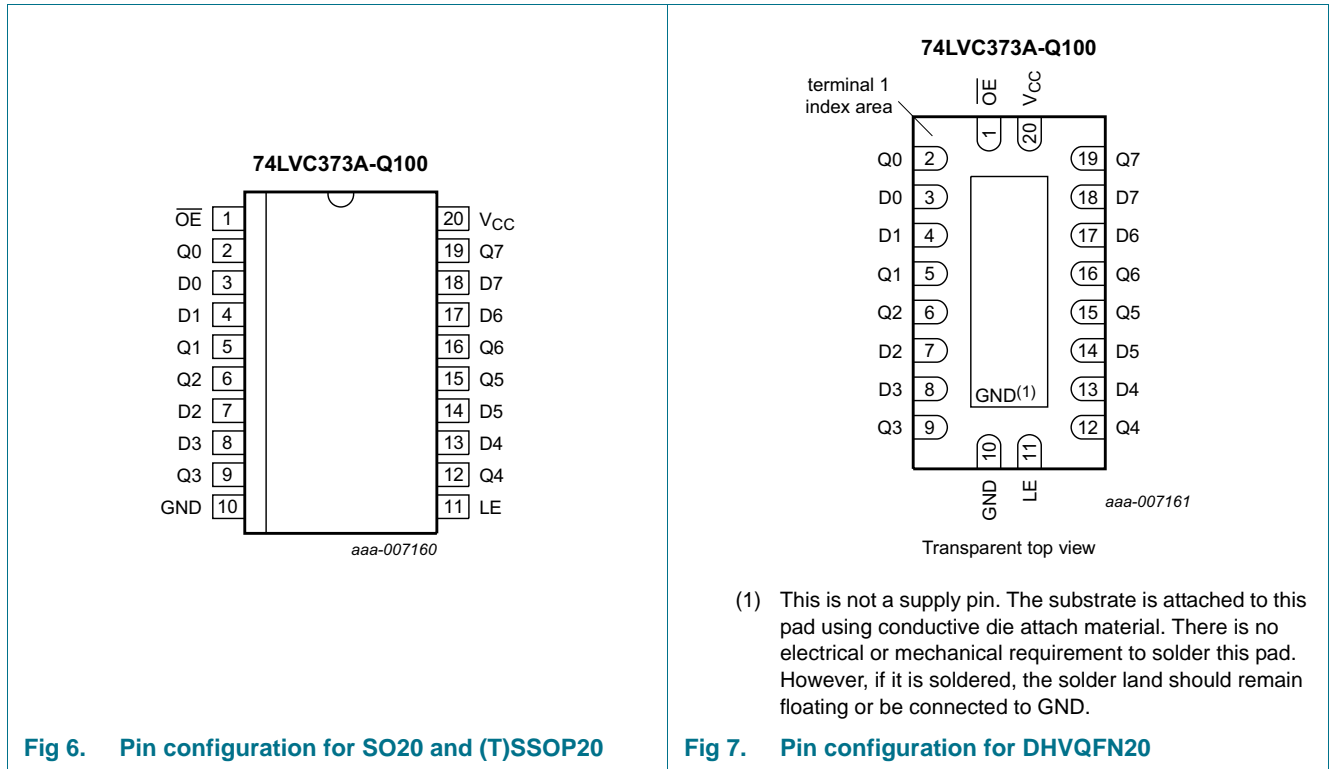 74LVC373A-Q100
OE 1
Q0 2
D0 3
D1 4
Q1 5
Q2 6
D2 7
D3 8
Q3 9
GND 10
20 VCC
19 Q7
18 D7
17 D6
16 Q6
15 Q5
14 D5
13 D4
12 Q4
11 LE
aaa-007160
Fig 6. Pin configuration for SO20 and (T)SSOP20
74LVC373A-Q100
terminal 1
index area
OE
VCC
1
20
Q0 2
D0 3
D1 4
Q1 5
Q2 6
D2 7
D3 8
Q3 9
19 Q7
18 D7
17 D6
16 Q6
15 Q5
14 D5
13 D4
12 Q4
GND(1)
10
11
GND
LE
aaa-007161
Transparent top view
(1) This is not a supply pin. The substrate is attached to this
pad using conductive die attach material. There is no
electrical or mechanical requirement to solder this pad.
However, if it is soldered, the solder land should remain
floating or be connected to GND.
Fig 7. Pin configuration for DHVQFN20